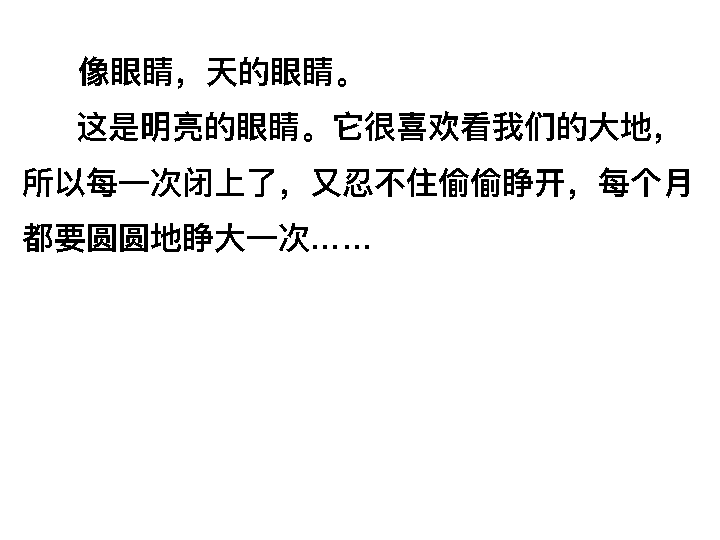 像眼睛，天的眼睛。
这是明亮的眼睛。它很喜欢看我们的大地，
所以每一次闭上了，又忍不住偷偷睁开，每个月
都要圆圆地睁大一次……